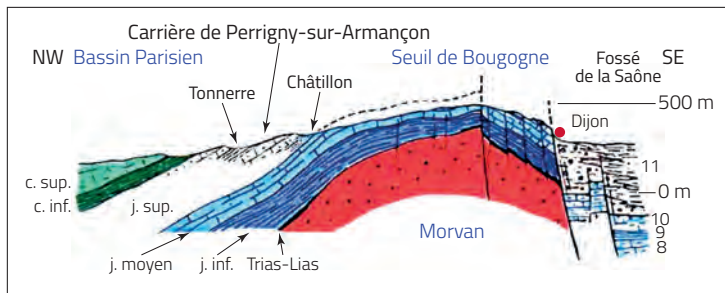 Carrière de Perrigny-sur-Armançon
NW Bassin Parisien
Seuil de Bougogne
Fossé
de la Saône
SE
Tonnerre
Châtillon
500 m
Dijon
c. sup.
c. inf.
j. sup.
11
0 m
10
9
8
Morvan
j. moyen
j. inf.
Trias-Lias